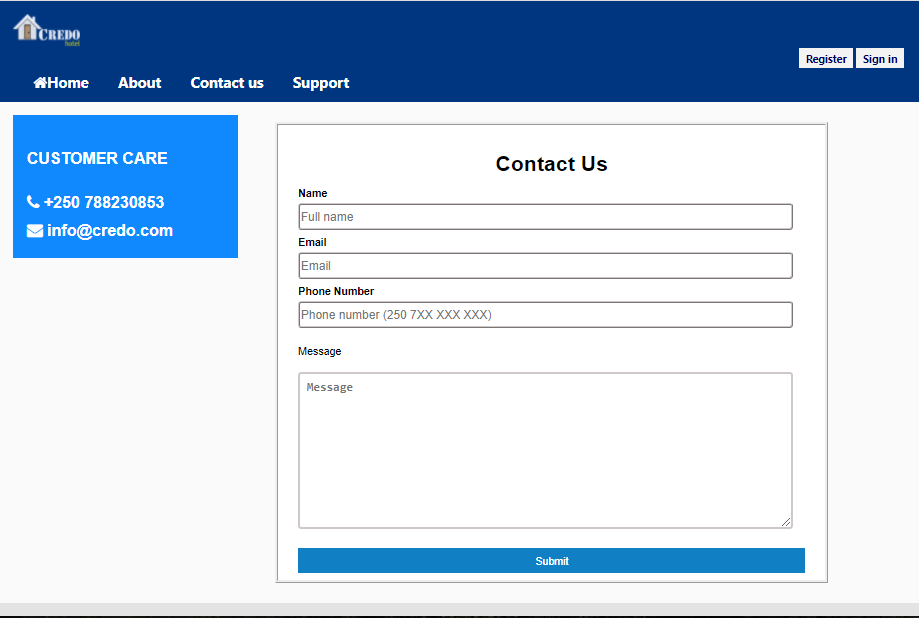 CREDO
hotel
Register Sign in
Home About Contact us Support
CUSTOMER CARE
+250 788230853
info@credo.com
Contact Us
Name
Full name
Email
Email
Phone Number
Phone number (250 7XX XXX XXX)
Message
Message
Submit